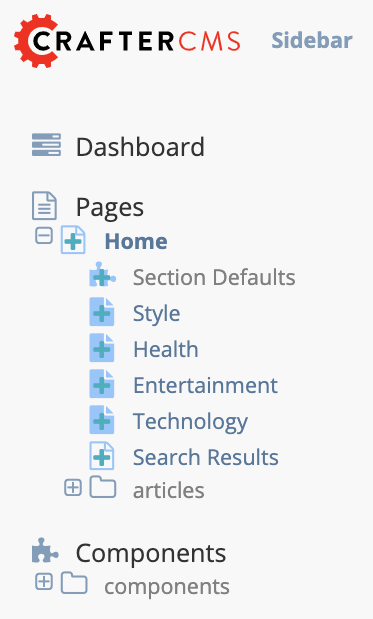 CRAFTERCMS Sidebar
Dashboard
Pages
Home
Section Defaults
Style
Health
Entertainment
Technology
Search Results
articles
Components
components